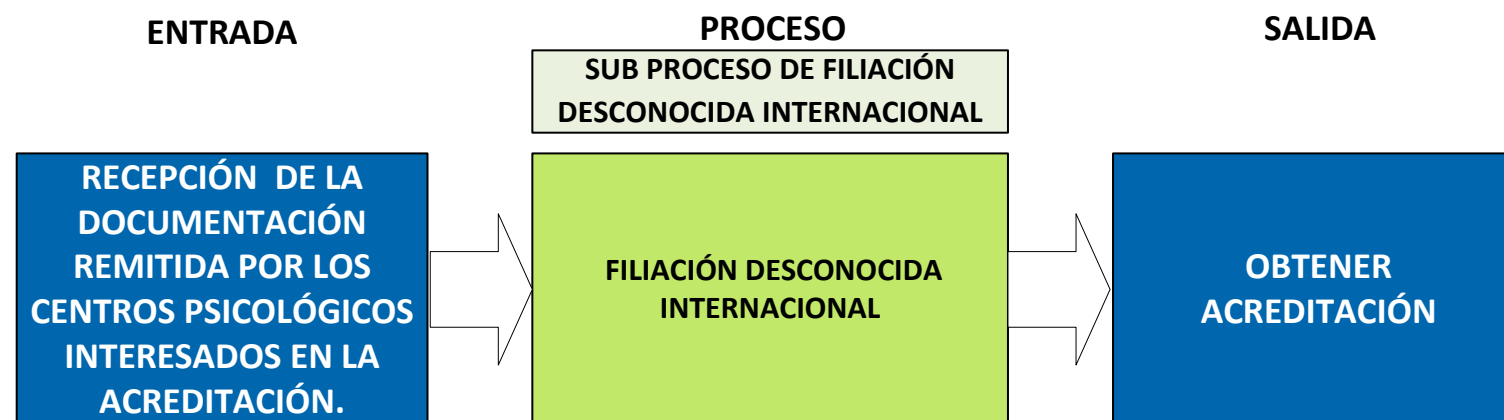 ENTRADA
PROCESO
SALIDA
SUB PROCESO DE FILIACIÓN
DESCONOCIDA INTERNACIONAL
RECEPCIÓN DE LA
DOCUMENTACIÓN
REMITIDA POR LOS
CENTROS PSICOLÓGICOS
INTERESADOS EN LA
ACREDITACIÓN.
FILIACIÓN DESCONOCIDA
INTERNACIONAL
OBTENER
ACREDITACIÓN